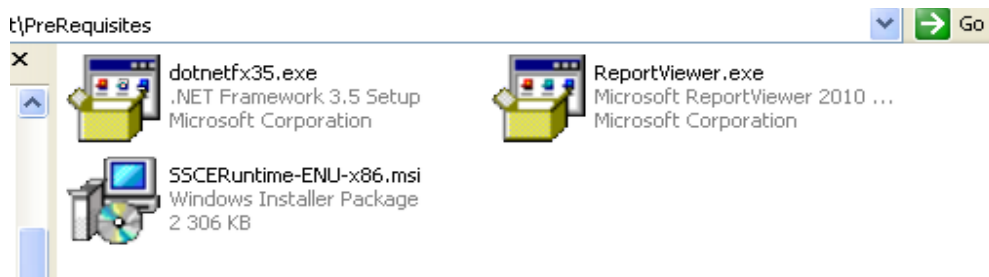 t\PreRequisites
Go
dotnetfx35.exe
.NET Framework 3.5 Setup
Microsoft Corporation
ReportViewer.exe
Microsoft ReportViewer 2010 ...
Microsoft Corporation
SSCERuntime-ENU-x86.msi
Windows Installer Package
2 306 KB